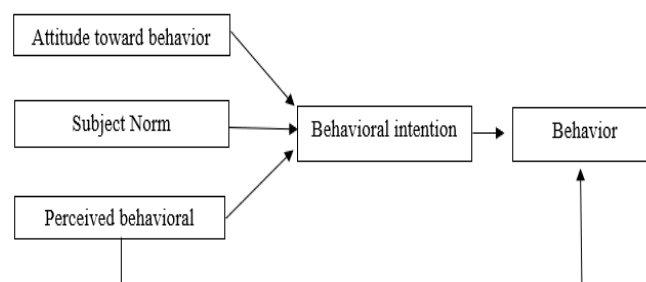 Attitude toward behavior
Subject Norm
Behavioral intention
Behavior
Perceived behavioral